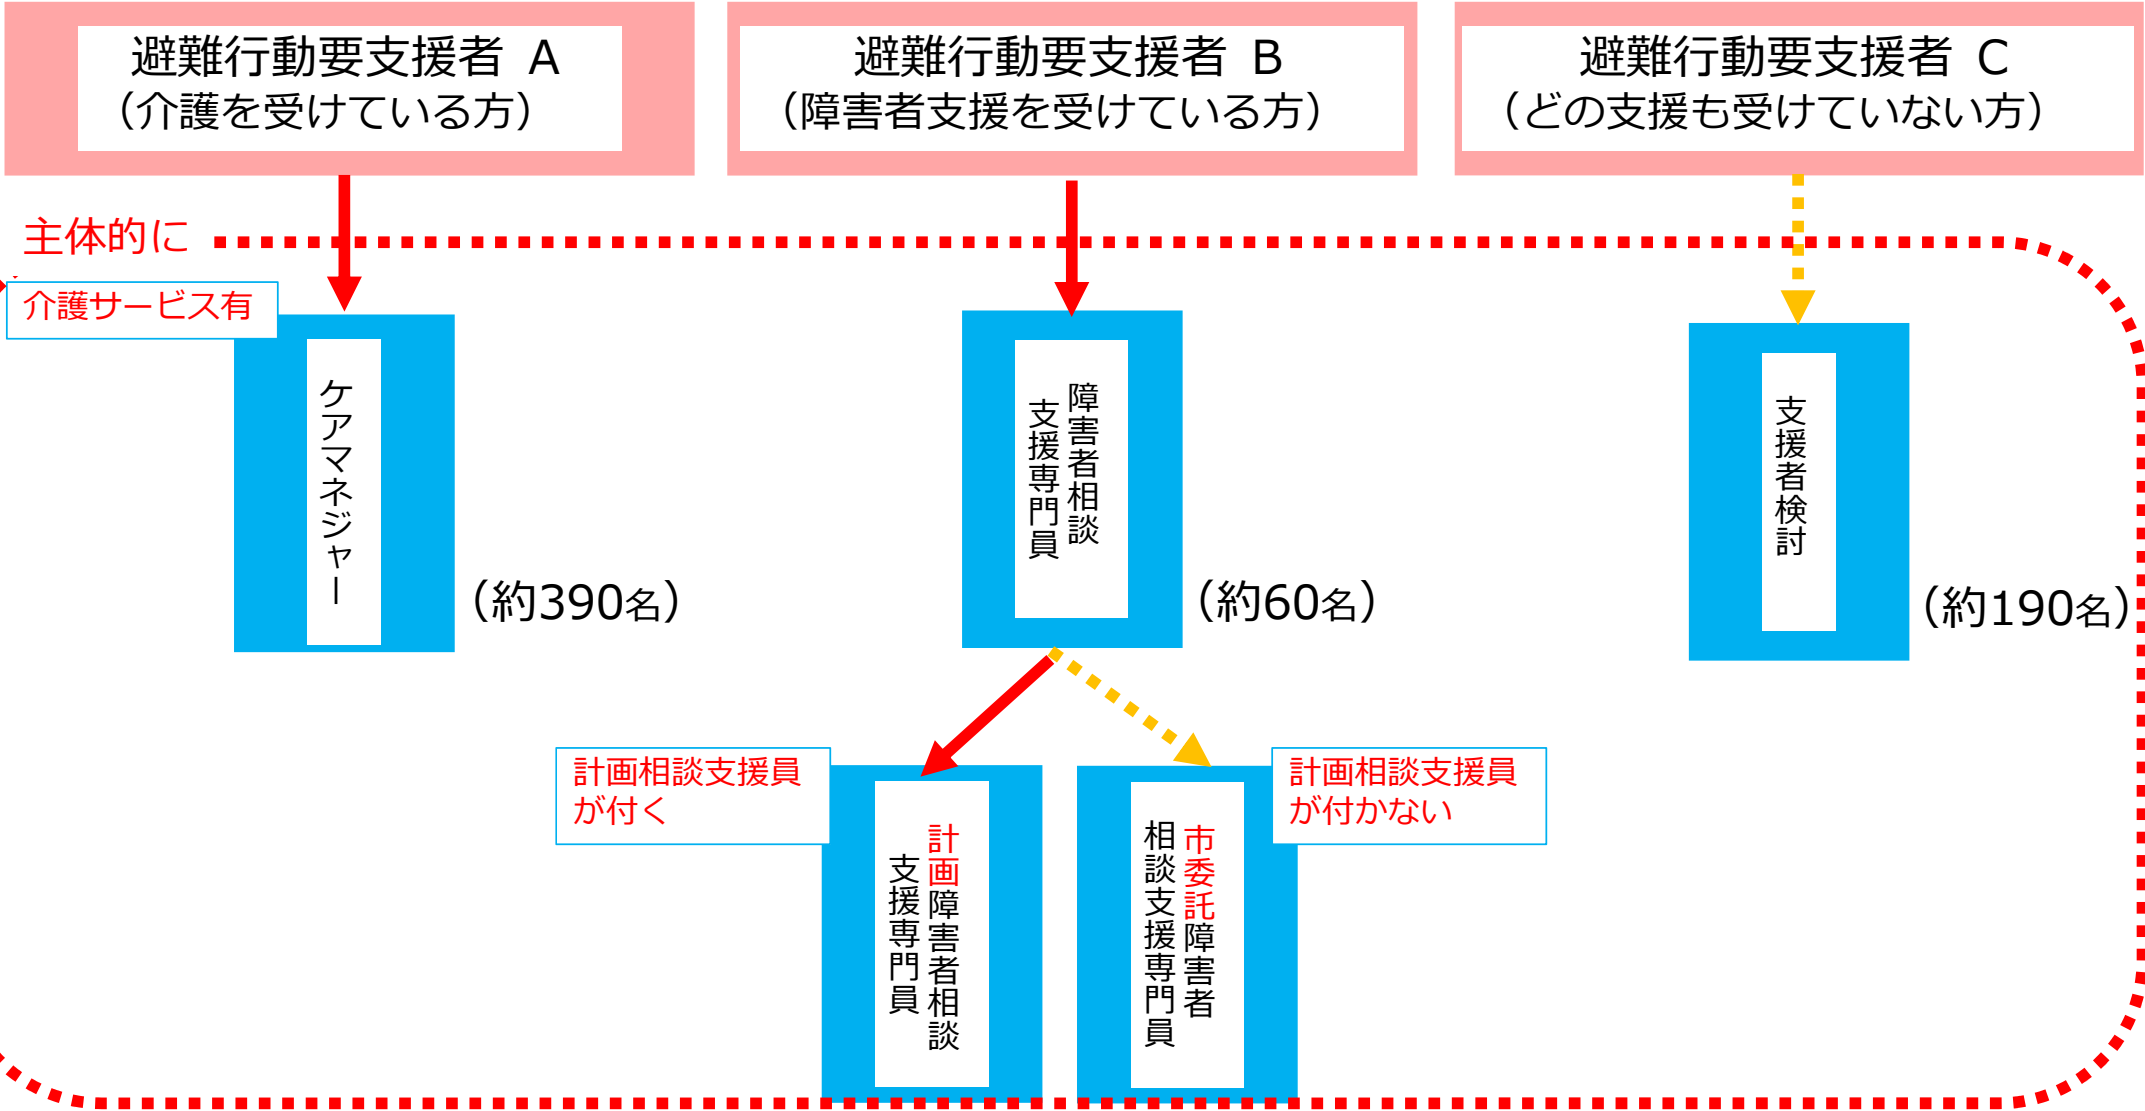 避難行動要支援者 A
（介護を受けている方）
避難行動要支援者 B
（障害者支援を受けている方）
避難行動要支援者 C
（どの支援も受けていない方）
主体的に
介護サービス有
ケアマネジャー
（約390名）
障害者相談
支援専門員
（約60名）
支援者検討
（約190名）
計画相談支援員
が付く
計画障害者相談
支援専門員
市委託障害者
相談支援専門員
計画相談支援員
が付かない